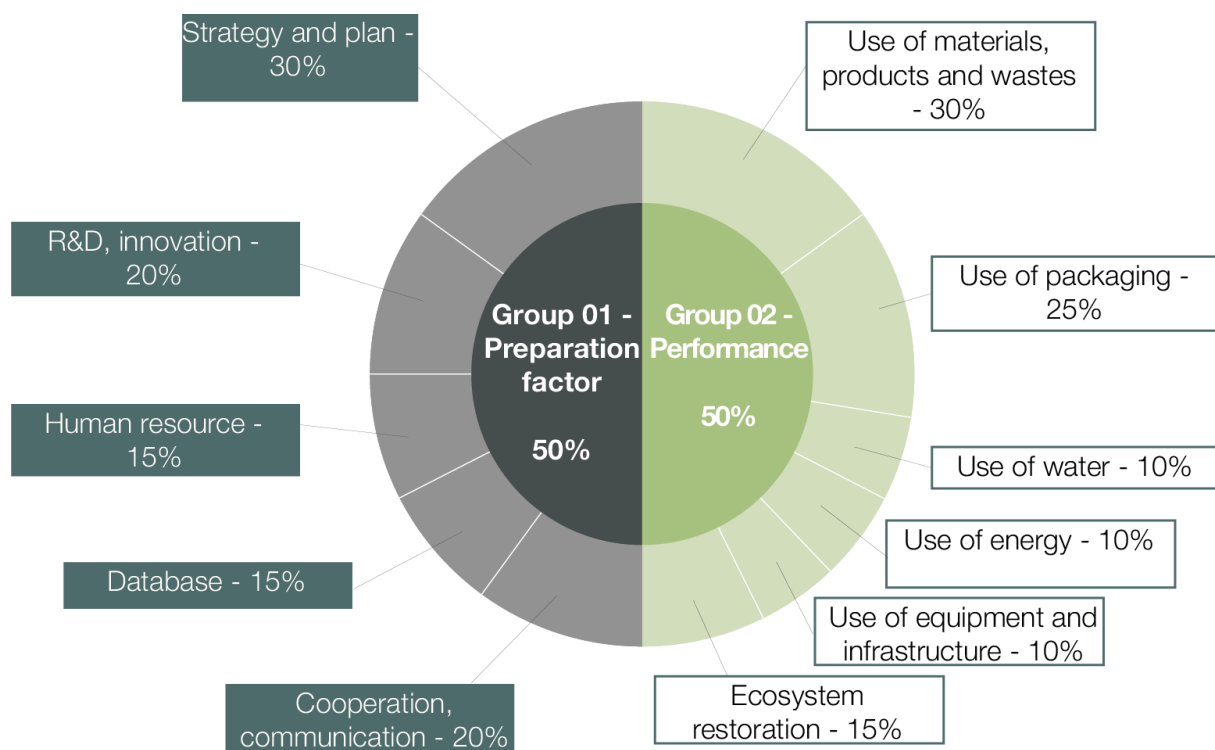 Strategy and plan -
30%
R&D, innovation -
20%
Human resource -
15%
Database - 15%
Cooperation,
communication - 20%
Group 01 -
Preparation
factor
50%
Group 02 -
Performance
50%
Use of materials,
products and wastes
- 30%
Use of packaging -
25%
Use of water - 10%
Use of energy - 10%
Use of equipment and
infrastructure - 10%
Ecosystem
restoration - 15%